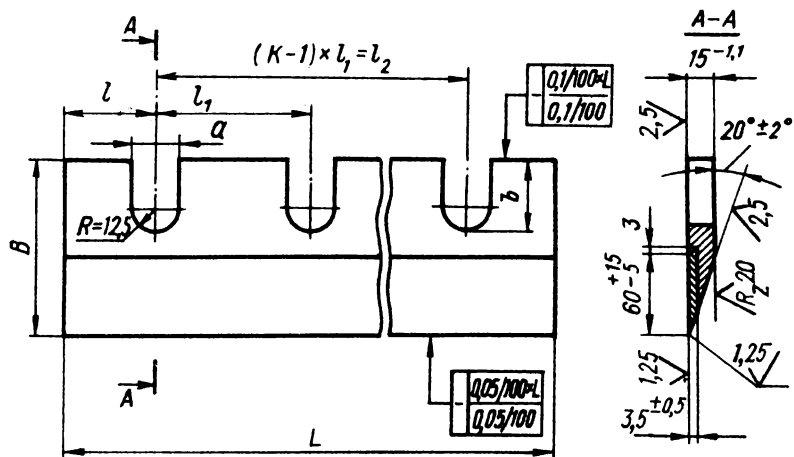 A
(K-1)×l₁=l₂
l
l₁
a
0,1/100×L
0,1/100
B
R=12,5
b
A
0,05/100×L
0,05/100
L
A-A
15⁻¹,¹
2,5
20°±2°
2,5
3
60⁺¹⁵₋₅
Rz20
1,25
1,25
3,5±0,5